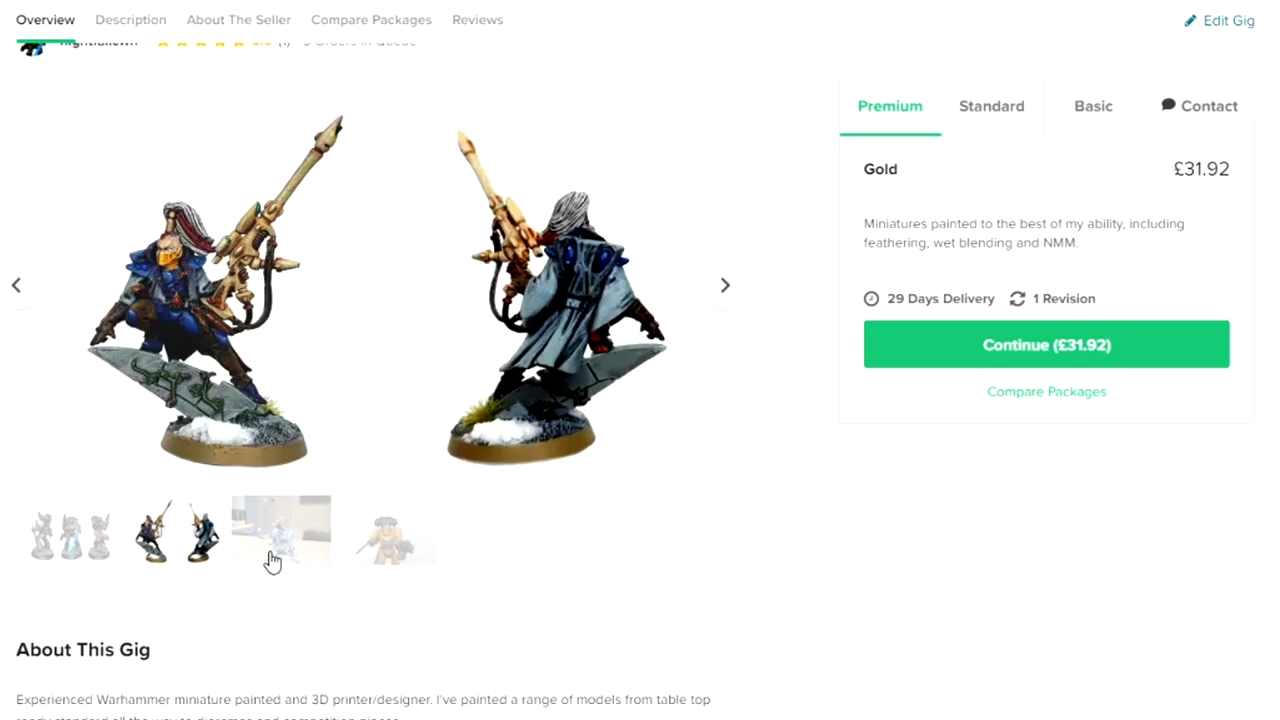 Overview Description About The Seller Compare Packages Reviews Edit Gig
Premium Standard Basic Contact
Gold £31.92
Miniatures painted to the best of my ability, including
feathering, wet blending and NMM.
29 Days Delivery 1 Revision
Continue (£31.92)
Compare Packages
About This Gig
Experienced Warhammer miniature painted and 3D printer/designer. I've painted a range of models from table top